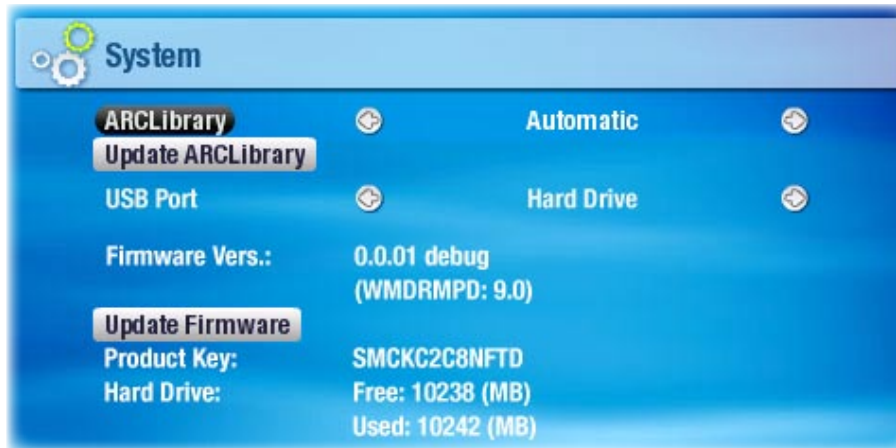 System
ARCLibrary Automatic
Update ARCLibrary
USB Port Hard Drive
Firmware Vers.: 0.0.01 debug
(WMDRMPD: 9.0)
Update Firmware
Product Key: SMCKC2C8NFTD
Hard Drive: Free: 10238 (MB)
Used: 10242 (MB)